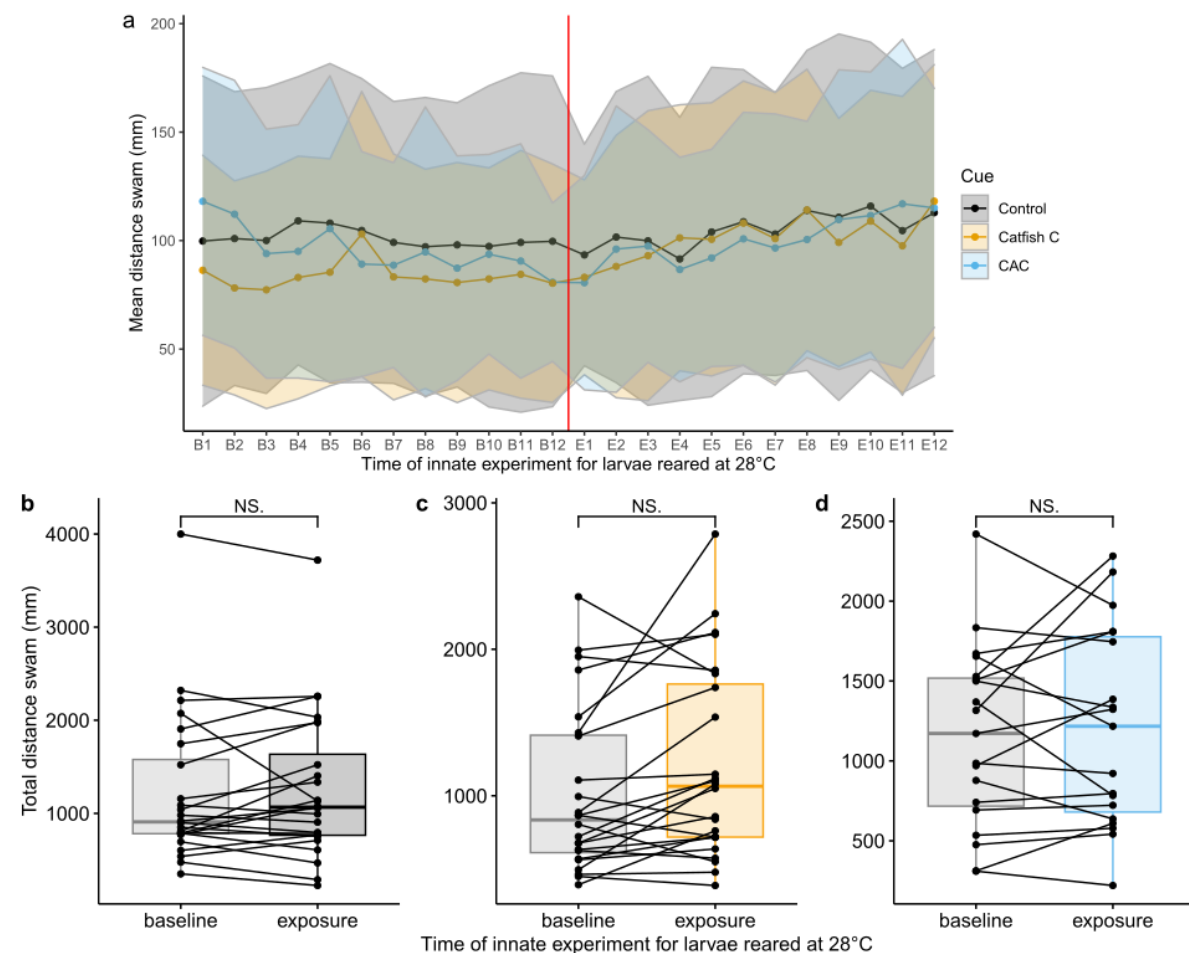 a
200
150
100
50
Mean distance swam (mm)
B1 B2 B3 B4 B5 B6 B7 B8 B9 B10 B11 B12 E1 E2 E3 E4 E5 E6 E7 E8 E9 E10 E11 E12
Time of innate experiment for larvae reared at 28°C
Cue
Control
Catfish C
CAC
b
NS.
4000
3000
2000
1000
Total distance swam (mm)
baseline exposure
c
NS.
3000
2000
1000
baseline exposure
d
NS.
2500
2000
1500
1000
500
baseline exposure
Time of innate experiment for larvae reared at 28°C